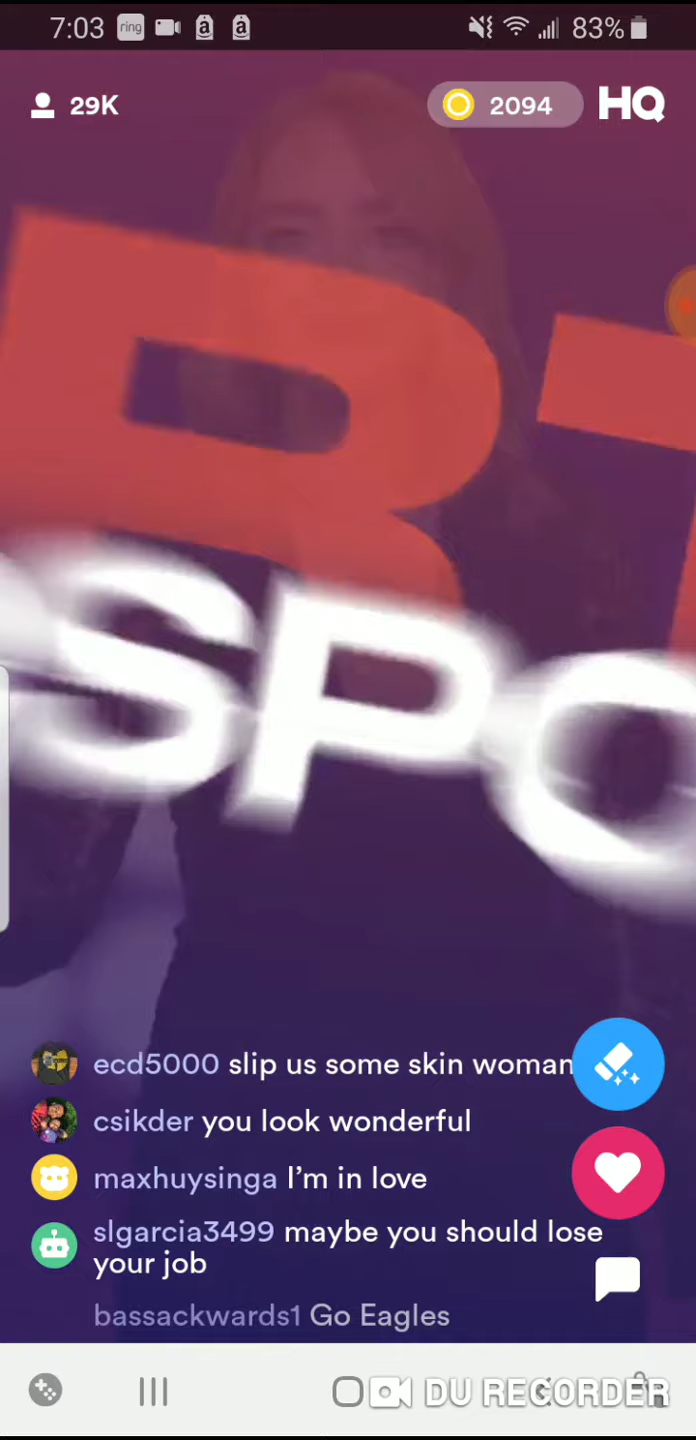 7:03 ring 83%
29K 2094 HQ
RT
SPO
ecd5000 slip us some skin woman
csikder you look wonderful
maxhuysinga I'm in love
slgarcia3499 maybe you should lose
your job
bassackwards1 Go Eagles
DU RECORDER